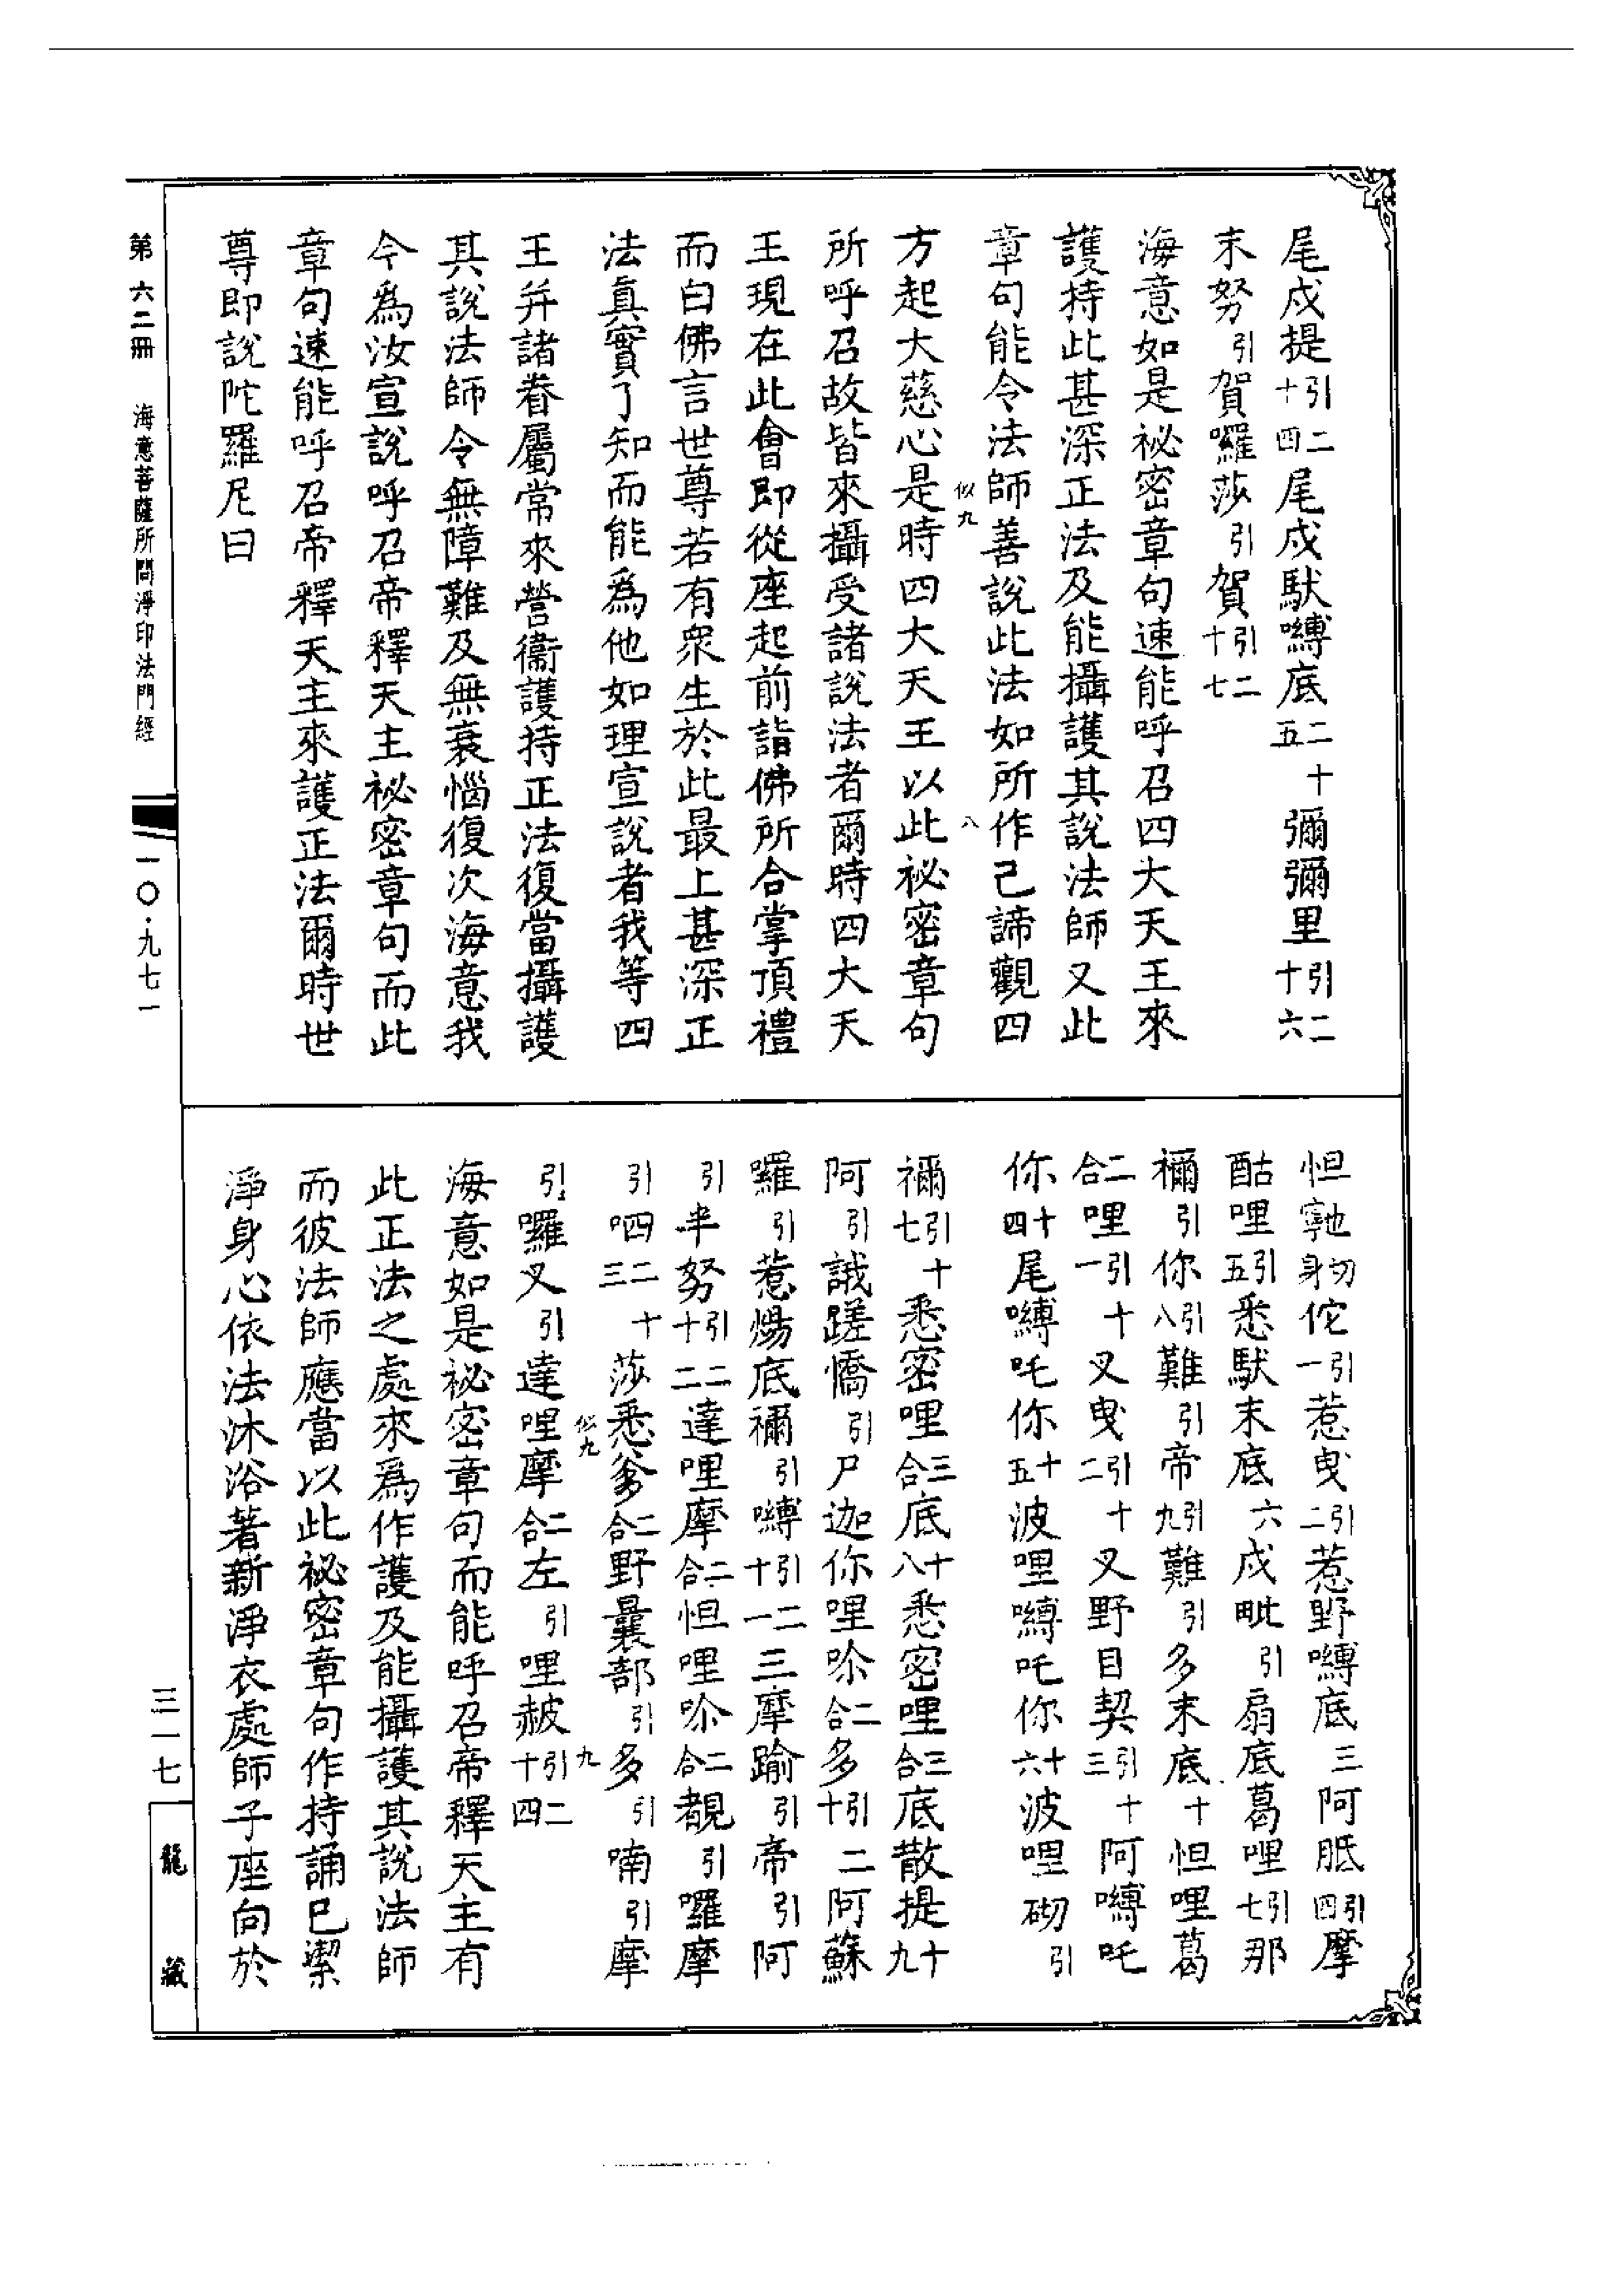 尾戍提引二十四尾戍馱嚩底二十五彌彌里引二十六
末努引賀囉莎引賀引二十七
海意如是祕密章句速能呼召四大天王來
護持此甚深正法及能攝護其說法師又此
章句能令法師善說此法如所作已諦觀四
方起大慈心是時四大天王以此祕密章句
所呼召故皆來攝受諸說法者爾時四大天
王現在此會即從座起前詣佛所合掌頂禮
而白佛言世尊若有衆生於此最上甚深正
法真實了知而能為他如理宣說者我等四
王并諸眷屬常來營衞護持正法復當攝護
其說法師令無障難及無衰惱復次海意我
今為汝宣說呼召帝釋天主祕密章句而此
章句速能呼召帝釋天主來護正法爾時世
尊即說陀羅尼曰
似九
八
怛寧也切身佗引一惹曳引二惹野嚩底三阿胝引四摩
酤哩引五悉馱末底六戍毗引扇底葛哩引七那
禰引你引八難引帝引九難引多末底十怛哩葛
二合哩引十一叉曳引十二叉野目契引十三阿嚩吒
你十四尾嚩吒你十五波哩嚩吒你十六波哩砌引
禰引十七悉密哩三合底十八悉密哩三合底散提十九
阿引誐蹉憍引尸迦你哩吤二合多引二十阿蘇
囉引惹煬底禰引嚩引二十一三摩踰引帝引阿
引半努引二十二達哩摩二合怛哩吤二合覩引囉摩
引呬二十三莎悉爹二合野曩部引多引喃引摩
引囉叉引達哩摩二合左引哩赧引二十四
海意如是祕密章句而能呼召帝釋天主有
此正法之處來為作護及能攝護其說法師
而彼法師應當以此祕密章句作持誦已潔
淨身心依法沐浴著新淨衣處師子座向於
似九
九
第六二冊 海意菩薩所問淨印法門經
一〇·九七一
三一七
龍藏